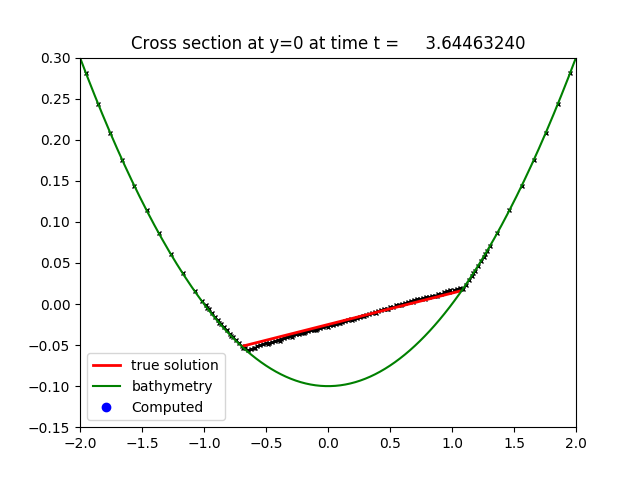 Cross section at y=0 at time t =     3.64463240
0.30
0.25
0.20
0.15
0.10
0.05
0.00
−0.05
−0.10
−0.15
true solution
bathymetry
Computed
−2.0 −1.5 −1.0 −0.5 0.0 0.5 1.0 1.5 2.0